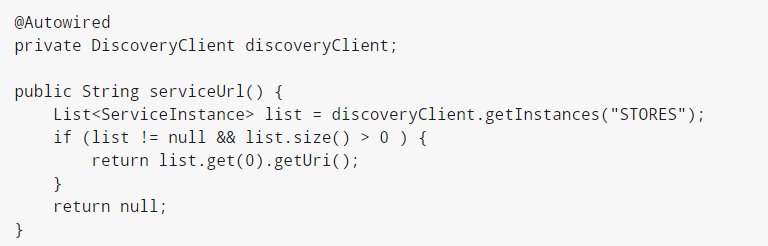 @Autowired
private DiscoveryClient discoveryClient;

public String serviceUrl() {
    List<ServiceInstance> list = discoveryClient.getInstances("STORES");
    if (list != null && list.size() > 0 ) {
        return list.get(0).getUri();
    }
    return null;
}